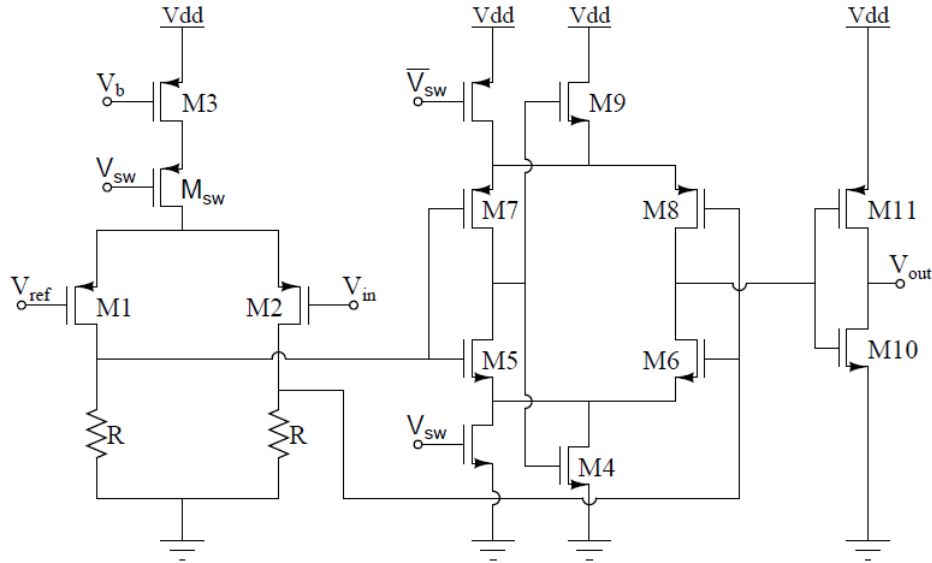 Vdd
Vdd
Vdd
Vdd
Vb
M3
V̅sw
M9
Vsw
Msw
M7
M8
M11
Vref
M1
M2
Vin
Vout
M5
M6
M10
R
R
Vsw
M4